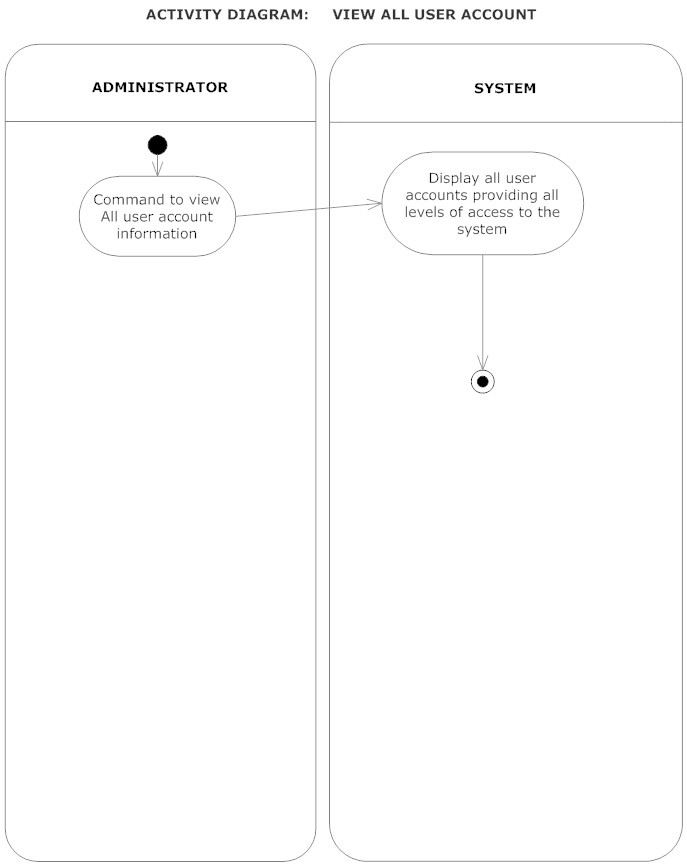 ACTIVITY DIAGRAM: VIEW ALL USER ACCOUNT
ADMINISTRATOR
SYSTEM
Command to view
All user account
information
Display all user
accounts providing all
levels of access to the
system